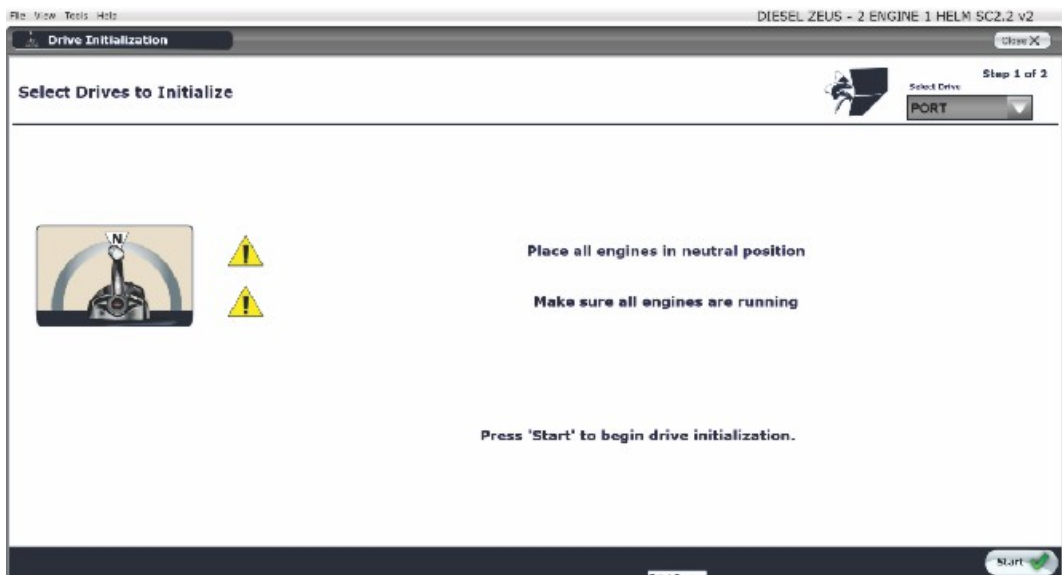 File View Tools Help
DIESEL ZEUS - 2 ENGINE 1 HELM SC2.2 v2
Drive Initialization
Close X
Select Drives to Initialize
Step 1 of 2
Select Drive
PORT
N
Place all engines in neutral position
Make sure all engines are running
Press 'Start' to begin drive initialization.
Start